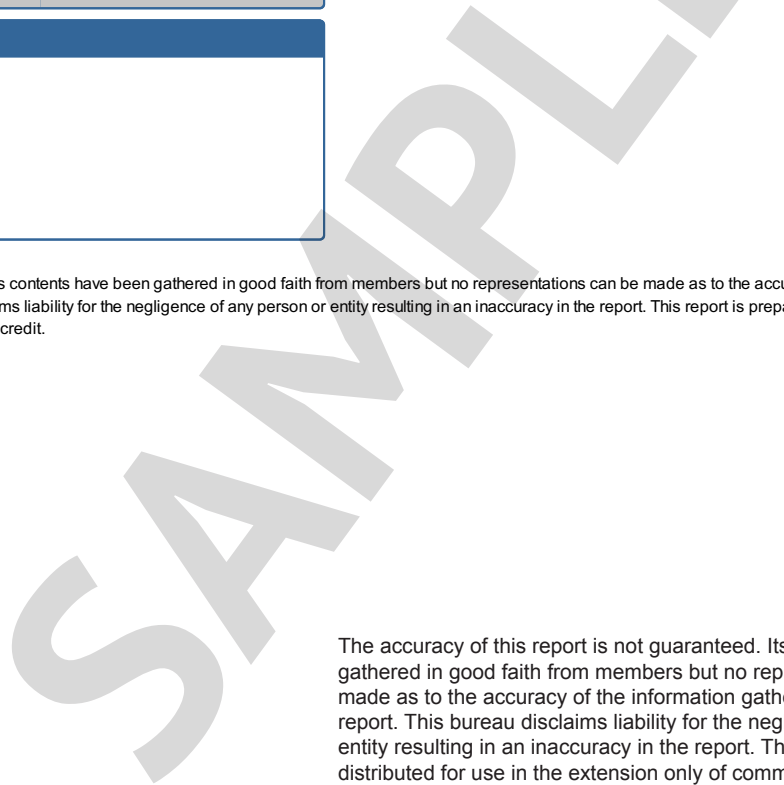 s contents have been gathered in good faith from members but no representations can be made as to the accu
ms liability for the negligence of any person or entity resulting in an inaccuracy in the report. This report is prepa
credit.
SAMPL
The accuracy of this report is not guaranteed. Its
gathered in good faith from members but no rep
made as to the accuracy of the information gathe
report. This bureau disclaims liability for the neg
entity resulting in an inaccuracy in the report. Th
distributed for use in the extension only of comm